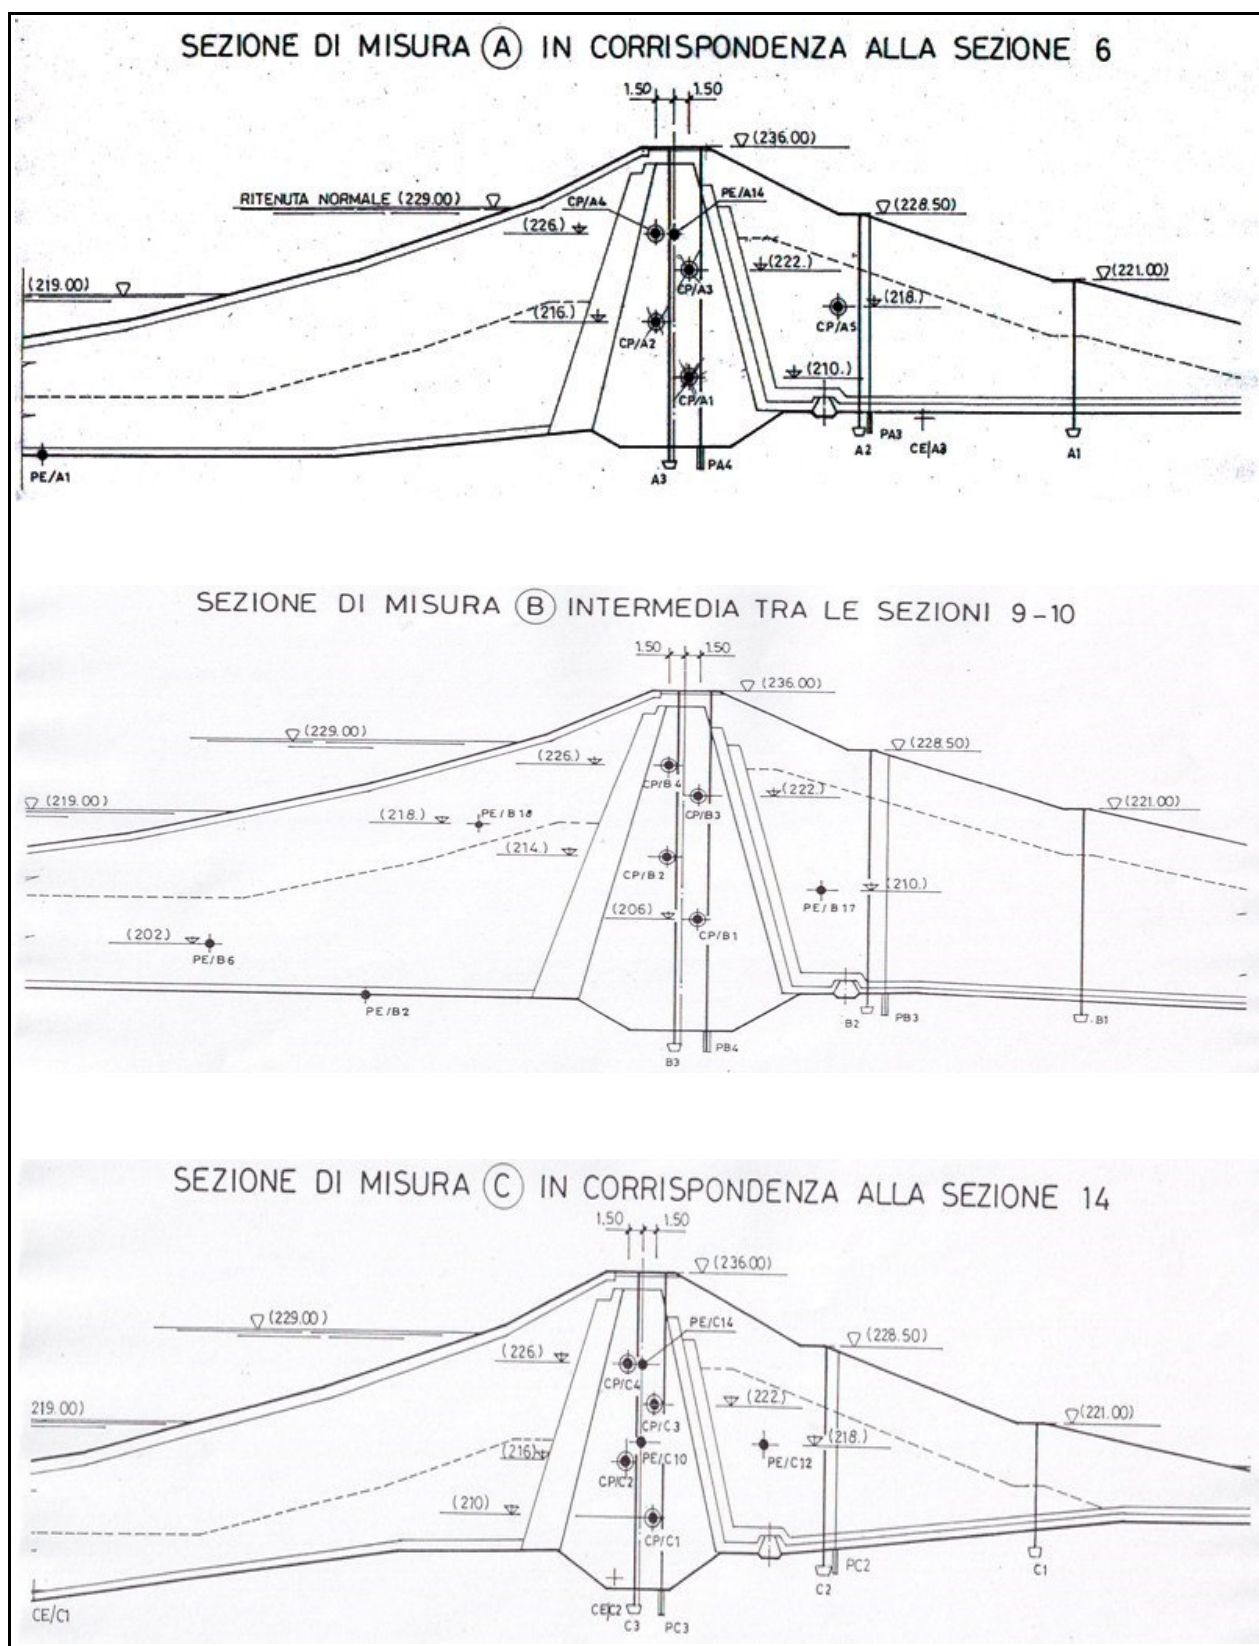 SEZIONE DI MISURA A IN CORRISPONDENZA ALLA SEZIONE 6
1.50 1.50
(236.00)
RITENUTA NORMALE (229.00)
CP/A4
PE/A14
(228.50)
(226.)
(222.)
(221.00)
(219.00)
CP/A3
(216.)
(218.)
CP/A2
CP/A5
(210.)
CP/A1
PE/A1
A3
PA4
A2
PA3
CE/A3
A1
SEZIONE DI MISURA B INTERMEDIA TRA LE SEZIONI 9-10
1.50 1.50
(236.00)
(229.00)
(228.50)
(226.)
CP/B4
(222.)
(219.00)
(221.00)
(218.)
PE/B18
CP/B3
(214.)
CP/B2
(210.)
PE/B17
(206)
CP/B1
(202.)
PE/B6
PE/B2
B2
PB3
B1
B3
PB4
SEZIONE DI MISURA C IN CORRISPONDENZA ALLA SEZIONE 14
1.50 1.50
(236.00)
(229.00)
PE/C14
(228.50)
(226.)
CP/C4
(222.)
219.00)
(221.00)
CP/C3
(218.)
(216)
PE/C10
PE/C12
CP/C2
(210)
CP/C1
PC2
C1
C2
CE/C1
CE/C2
C3
PC3